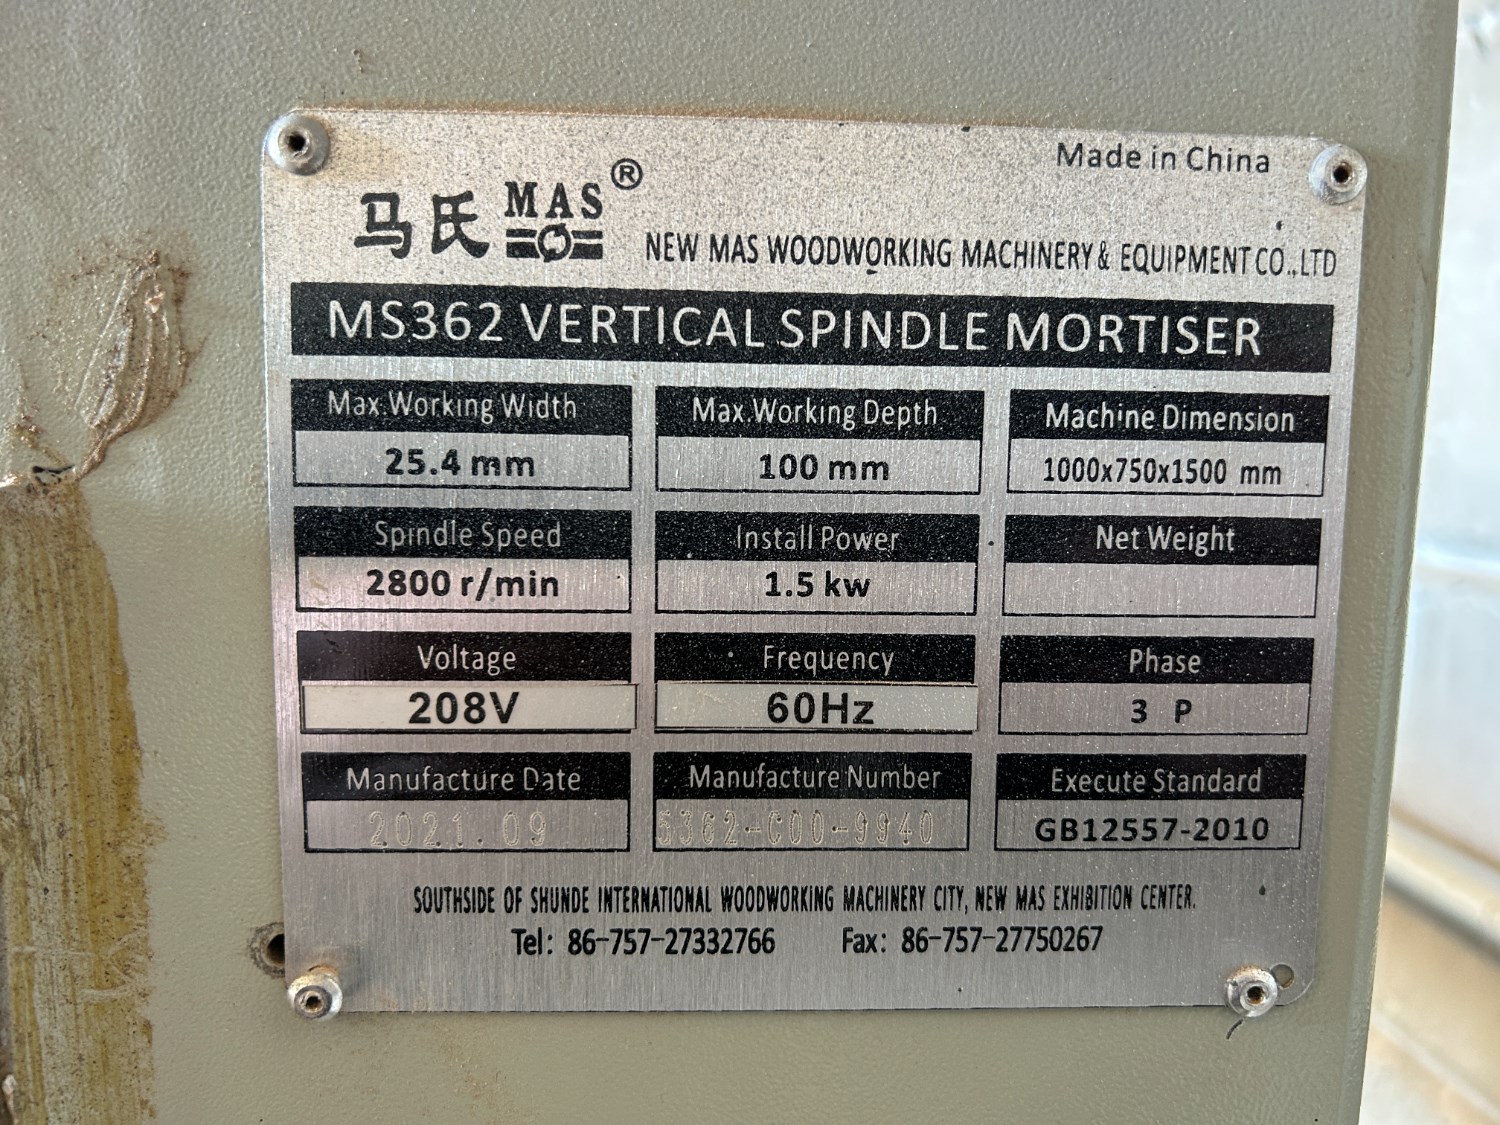 Made in China
马氏 MAS ®
NEW MAS WOODWORKING MACHINERY & EQUIPMENT CO.,LTD
MS362 VERTICAL SPINDLE MORTISER
Max.Working Width Max.Working Depth Machine Dimension
25.4 mm 100 mm 1000x750x1500 mm
Spindle Speed Install Power Net Weight
2800 r/min 1.5 kw
Voltage Frequency Phase
208V 60Hz 3 P
Manufacture Date Manufacture Number Execute Standard
2021.09 5362-C00-9940 GB12557-2010
SOUTHSIDE OF SHUNDE INTERNATIONAL WOODWORKING MACHINERY CITY, NEW MAS EXHIBITION CENTER.
Tel: 86-757-27332766 Fax: 86-757-27750267